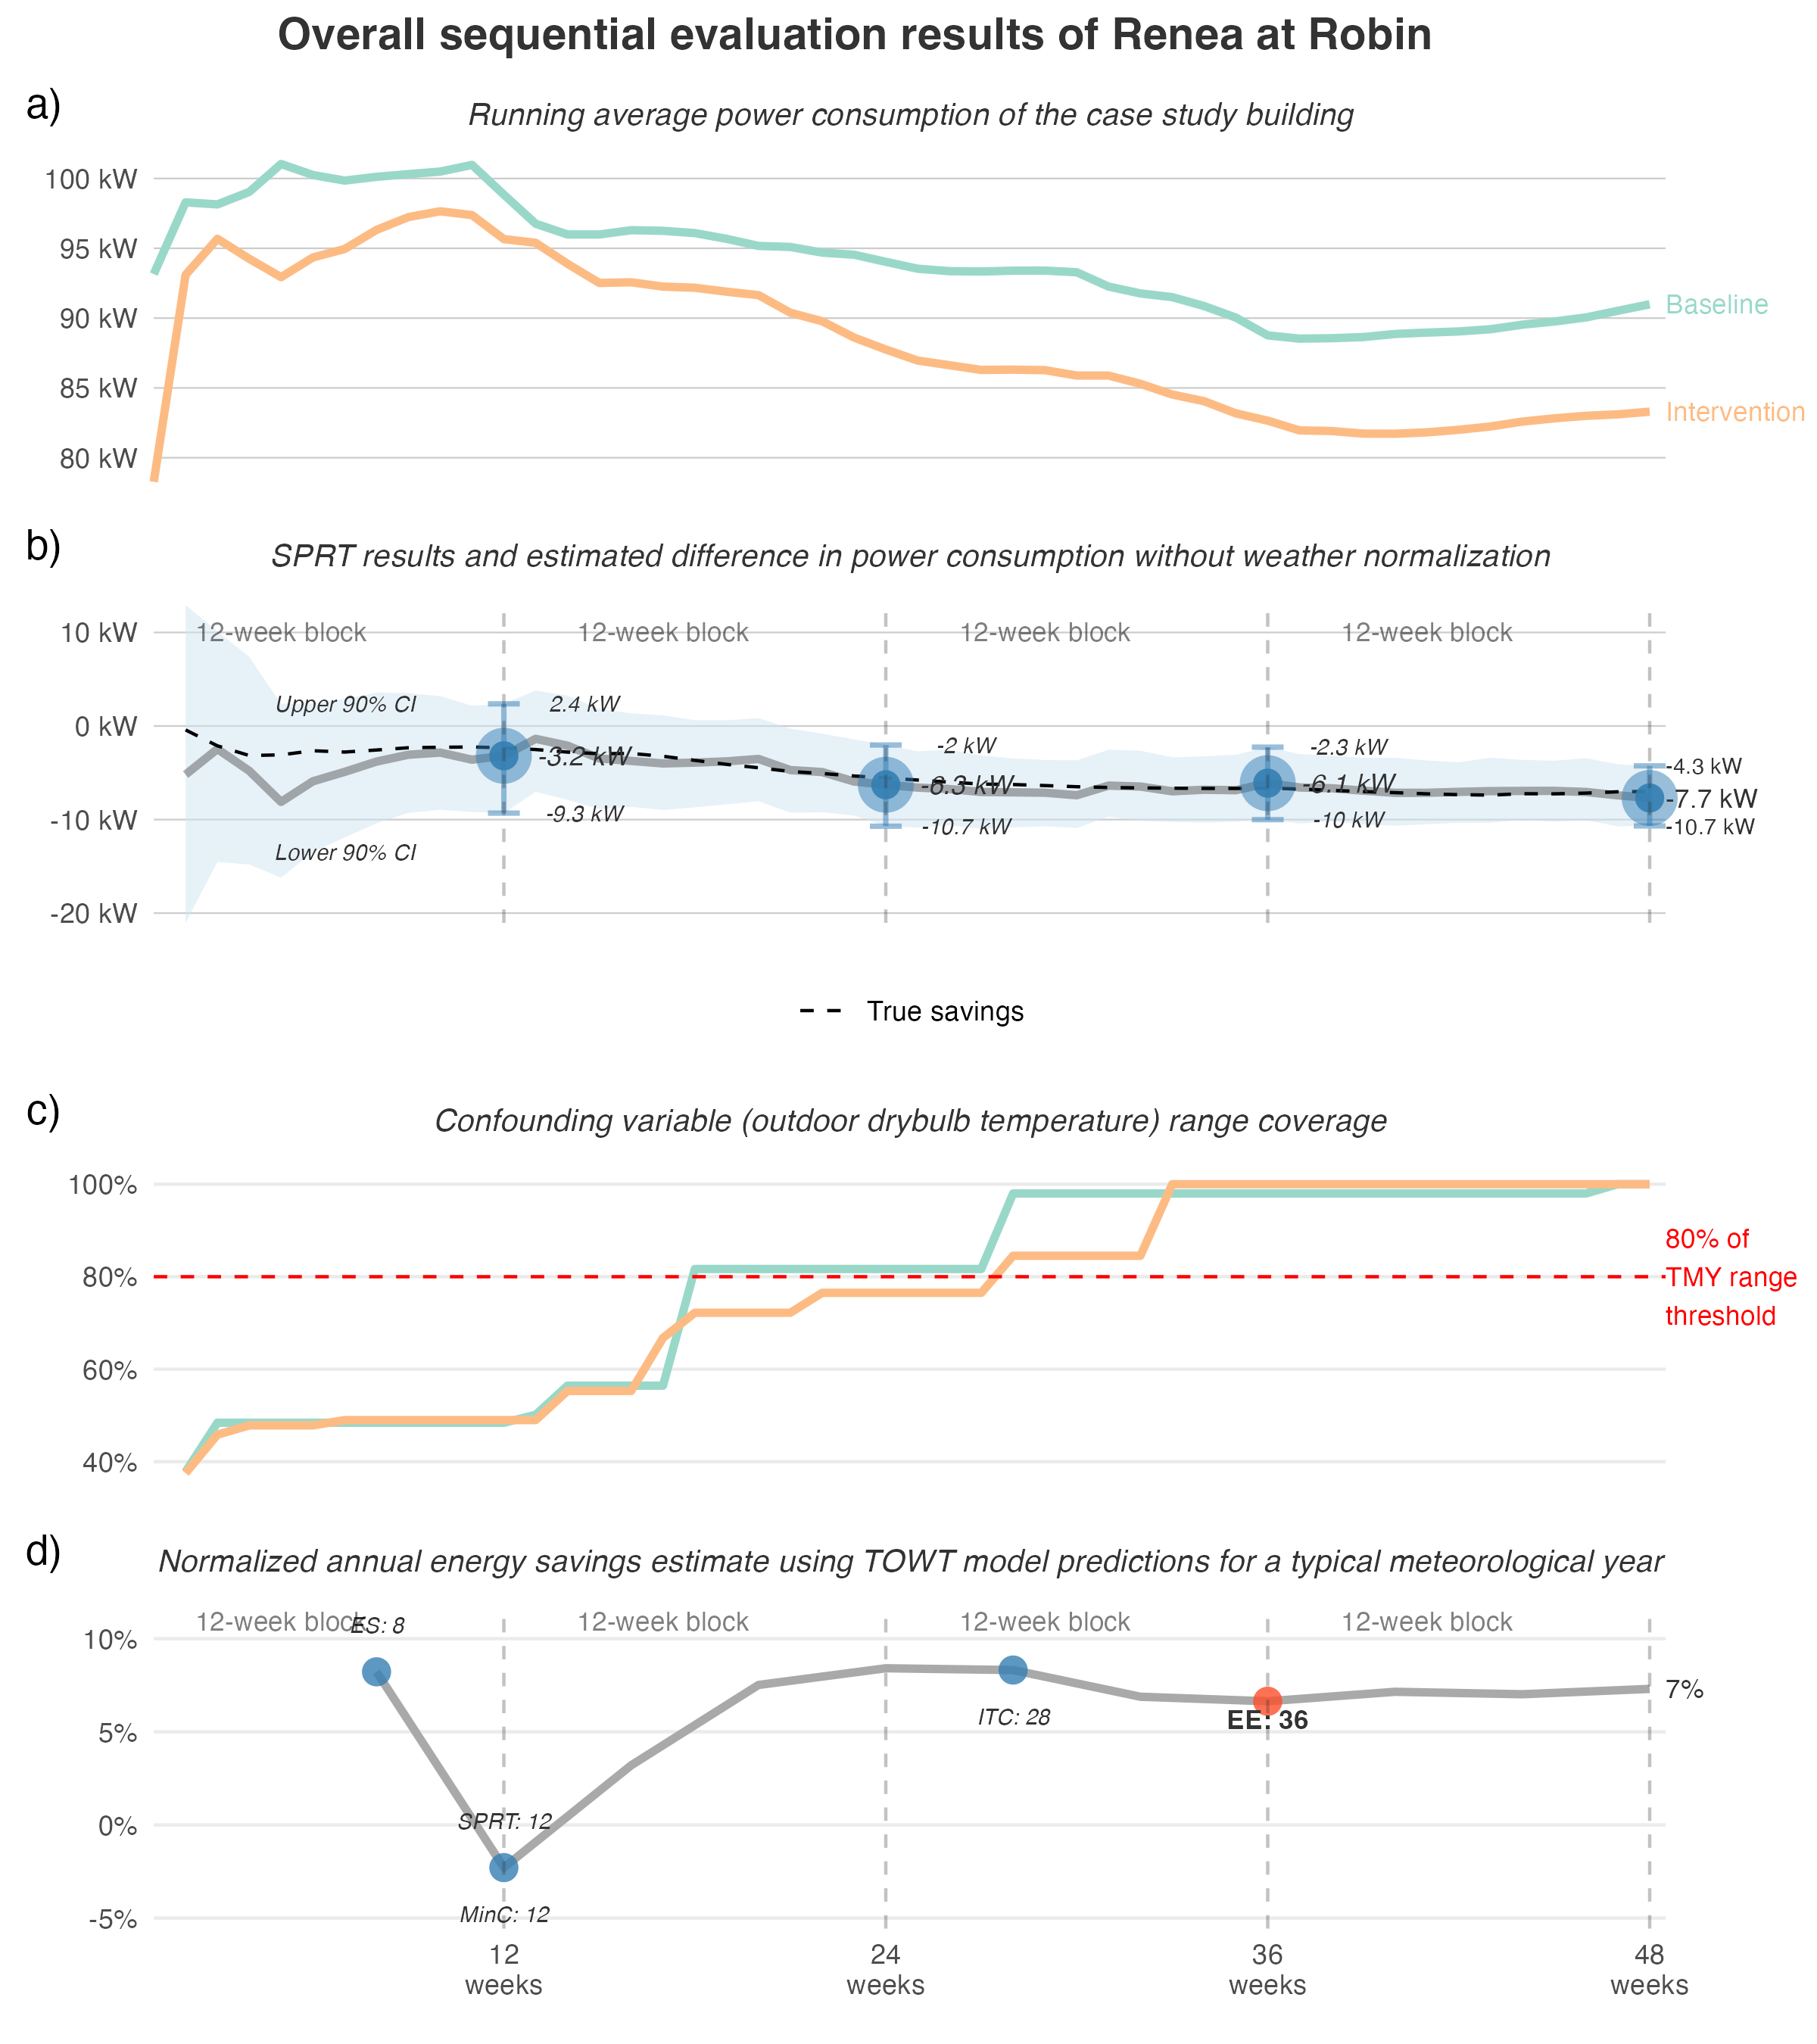 Overall sequential evaluation results of Renea at Robin
a)
Running average power consumption of the case study building
100 kW
95 kW
90 kW
85 kW
80 kW
Baseline
Intervention
b)
SPRT results and estimated difference in power consumption without weather normalization
10 kW
0 kW
-10 kW
-20 kW
12-week block
12-week block
12-week block
12-week block
Upper 90% CI
Lower 90% CI
2.4 kW
-3.2 kW
-9.3 kW
-2 kW
-6.3 kW
-10.7 kW
-2.3 kW
-6.1 kW
-10 kW
-4.3 kW
-7.7 kW
-10.7 kW
True savings
c)
Confounding variable (outdoor drybulb temperature) range coverage
100%
80%
60%
40%
80% of
TMY range
threshold
d)
Normalized annual energy savings estimate using TOWT model predictions for a typical meteorological year
12-week block
12-week block
12-week block
12-week block
10%
5%
0%
-5%
ES: 8
SPRT: 12
MinC: 12
ITC: 28
EE: 36
7%
12
weeks
24
weeks
36
weeks
48
weeks